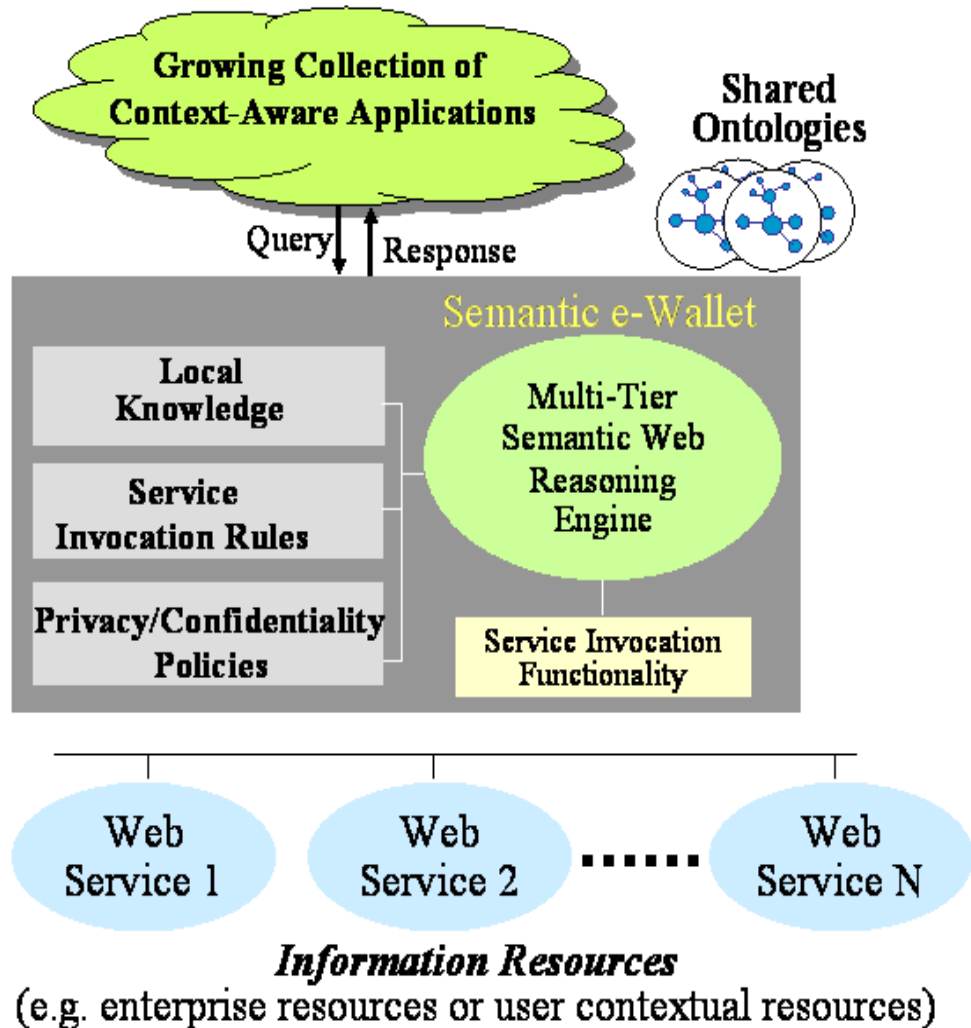 Growing Collection of
Context-Aware Applications
Shared
Ontologies
Query
Response
Semantic e-Wallet
Local
Knowledge
Service
Invocation Rules
Privacy/Confidentiality
Policies
Multi-Tier
Semantic Web
Reasoning
Engine
Service Invocation
Functionality
Web
Service 1
Web
Service 2
Web
Service N
Information Resources
(e.g. enterprise resources or user contextual resources)